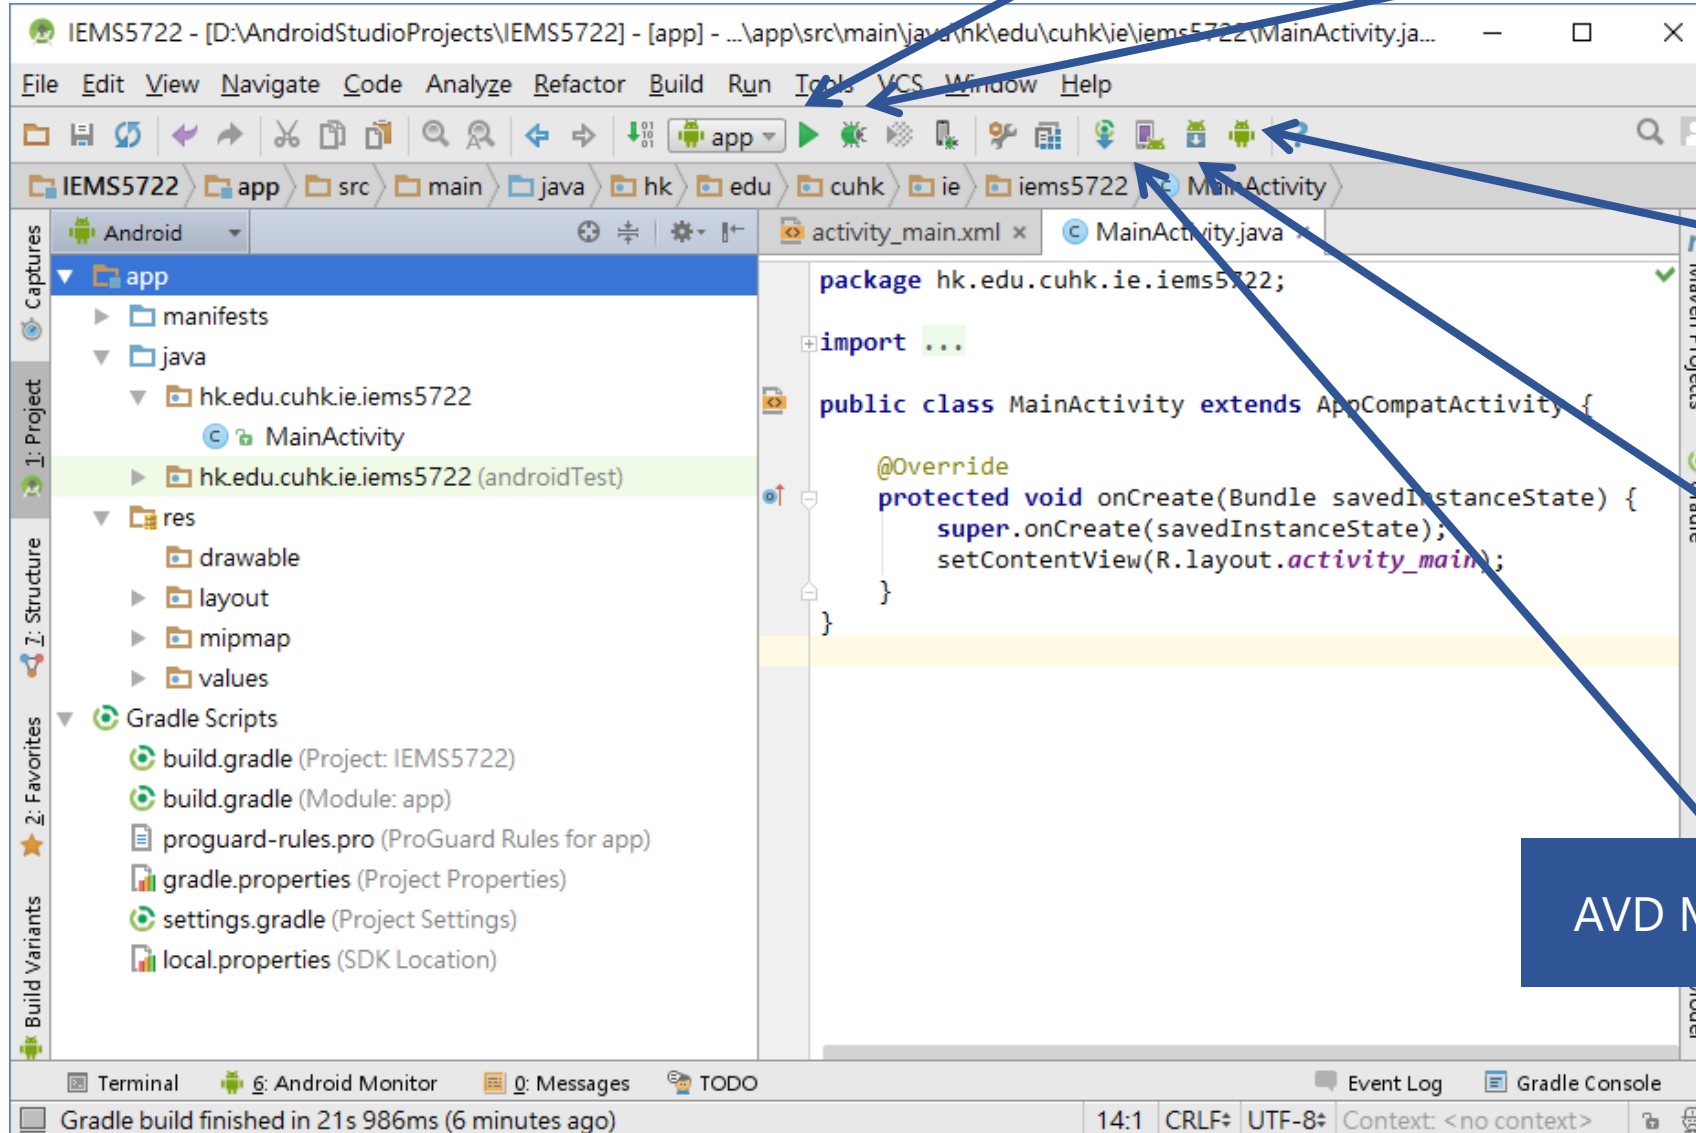 IEMS5722 - [D:\AndroidStudioProjects\IEMS5722] - [app] - ...\app\src\main\java\hk\edu\cuhk\ie\iems5722\MainActivity.ja...
File Edit View Navigate Code Analyze Refactor Build Run Tools VCS Window Help
app
IEMS5722 app src main java hk edu cuhk ie iems5722 MainActivity
Captures
1: Project
7: Structure
2: Favorites
Build Variants
Android
app
manifests
java
hk.edu.cuhk.ie.iems5722
MainActivity
hk.edu.cuhk.ie.iems5722 (androidTest)
res
drawable
layout
mipmap
values
Gradle Scripts
build.gradle (Project: IEMS5722)
build.gradle (Module: app)
proguard-rules.pro (ProGuard Rules for app)
gradle.properties (Project Properties)
settings.gradle (Project Settings)
local.properties (SDK Location)
activity_main.xml MainActivity.java
package hk.edu.cuhk.ie.iems5722;
import ...
public class MainActivity extends AppCompatActivity {
@Override
protected void onCreate(Bundle savedInstanceState) {
super.onCreate(savedInstanceState);
setContentView(R.layout.activity_main);
}
}
Maven Projects
Gradle
AVD M
Terminal 6: Android Monitor 0: Messages TODO Event Log Gradle Console
Gradle build finished in 21s 986ms (6 minutes ago) 14:1 CRLF UTF-8 Context: <no context>